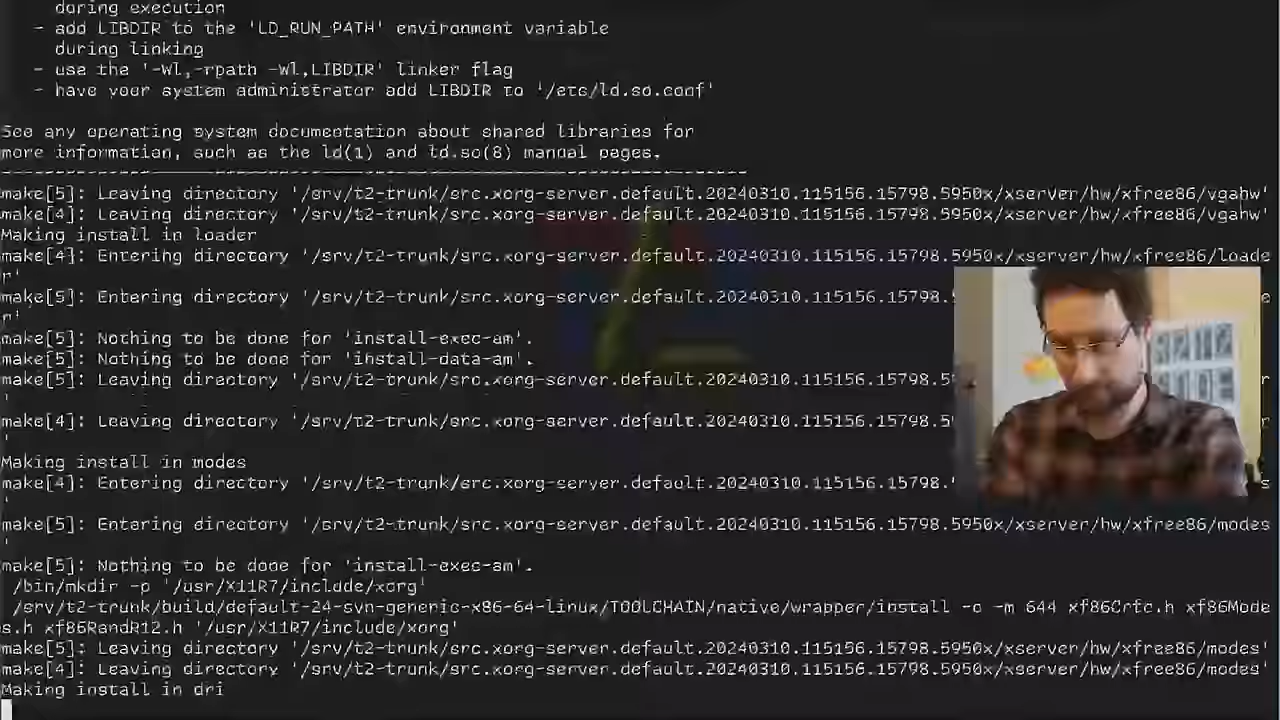 during execution
- add LIBDIR to the 'LD_RUN_PATH' environment variable
during linking
- use the '-Wl,-rpath -Wl,LIBDIR' linker flag
- have your system administrator add LIBDIR to '/etc/ld.so.conf'
See any operating system documentation about shared libraries for
more information, such as the ld(1) and ld.so(8) manual pages.
make[5]: Leaving directory '/srv/t2-trunk/src.xorg-server.default.20240310.115156.15798.5950x/xserver/hw/xfree86/vgahw'
make[4]: Leaving directory '/srv/t2-trunk/src.xorg-server.default.20240310.115156.15798.5950x/xserver/hw/xfree86/vgahw'
Making install in loader
make[4]: Entering directory '/srv/t2-trunk/src.xorg-server.default.20240310.115156.15798.5950x/xserver/hw/xfree86/loade
r'
make[5]: Entering directory '/srv/t2-trunk/src.xorg-server.default.20240310.115156.15798.
r'
make[5]: Nothing to be done for 'install-exec-am'.
make[5]: Nothing to be done for 'install-data-am'.
make[5]: Leaving directory '/srv/t2-trunk/src.xorg-server.default.20240310.115156.15798.5 r
'
make[4]: Leaving directory '/srv/t2-trunk/src.xorg-server.default.20240310.115156.15798.5 r
'
Making install in modes
make[4]: Entering directory '/srv/t2-trunk/src.xorg-server.default.20240310.115156.15798. s
'
make[5]: Entering directory '/srv/t2-trunk/src.xorg-server.default.20240310.115156.15798.5950x/xserver/hw/xfree86/modes
'
make[5]: Nothing to be done for 'install-exec-am'.
/bin/mkdir -p '/usr/X11R7/include/xorg'
/srv/t2-trunk/build/default-24-svn-generic-x86-64-linux/TOOLCHAIN/native/wrapper/install -c -m 644 xf86Crtc.h xf86Mode
s.h xf86RandR12.h '/usr/X11R7/include/xorg'
make[5]: Leaving directory '/srv/t2-trunk/src.xorg-server.default.20240310.115156.15798.5950x/xserver/hw/xfree86/modes'
make[4]: Leaving directory '/srv/t2-trunk/src.xorg-server.default.20240310.115156.15798.5950x/xserver/hw/xfree86/modes'
Making install in dri